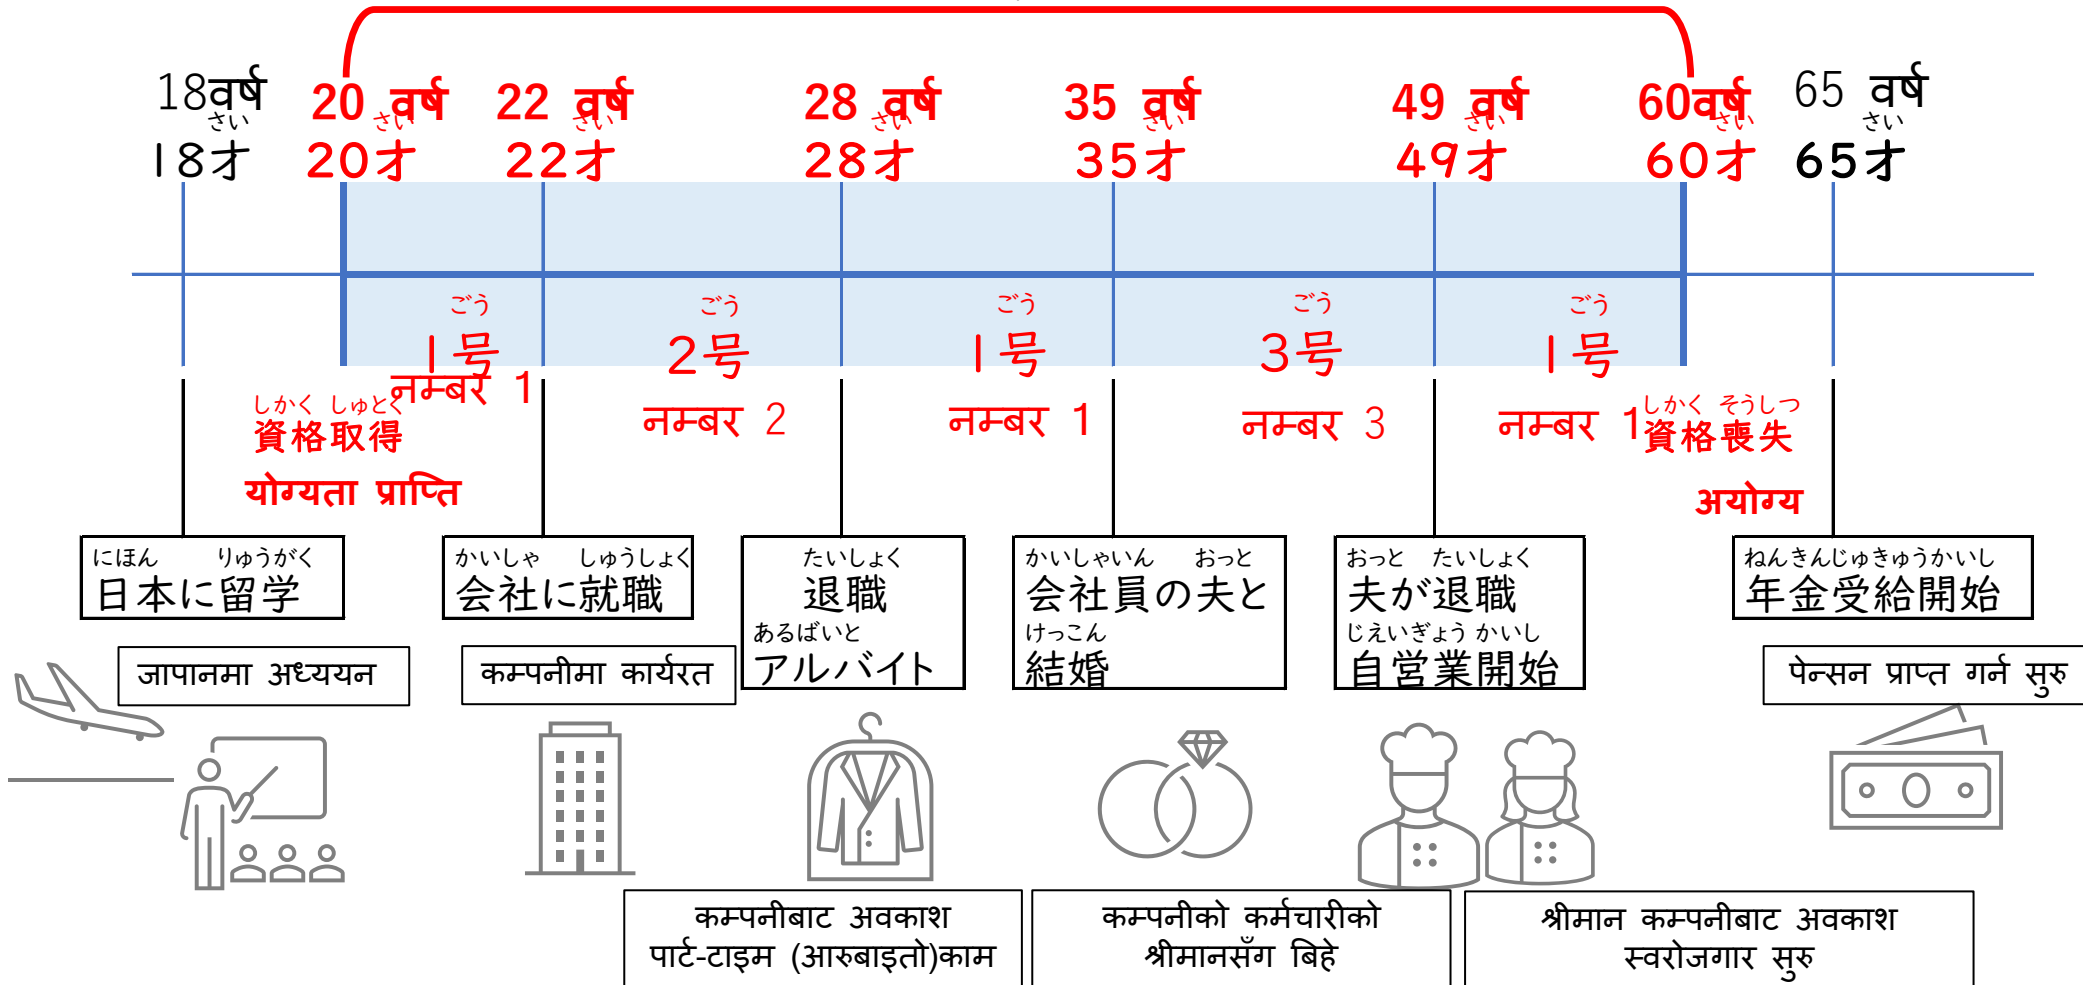 18वर्ष
さい
18才
20 वर्ष
さい
20才
22 वर्ष
さい
22才
28 वर्ष
さい
28才
35 वर्ष
さい
35才
49 वर्ष
さい
49才
60वर्ष
さい
60才
65 वर्ष
さい
65才
ごう
1号
नम्बर 1
ごう
2号
नम्बर 2
ごう
1号
नम्बर 1
ごう
3号
नम्बर 3
ごう
1号
नम्बर 1
しかく しゅとく
資格取得
योग्यता प्राप्ति
しかく そうしつ
資格喪失
अयोग्य
にほん りゅうがく
日本に留学
जापानमा अध्ययन
かいしゃ しゅうしょく
会社に就職
कम्पनीमा कार्यरत
たいしょく
退職
あるばいと
アルバイト
कम्पनीबाट अवकाश
पार्ट-टाइम (आरुबाइतो)काम
かいしゃいん おっと
会社員の夫と
けっこん
結婚
कम्पनीको कर्मचारीको
श्रीमानसँग बिहे
おっと たいしょく
夫が退職
じえいぎょう かいし
自営業開始
श्रीमान कम्पनीबाट अवकाश
स्वरोजगार सुरु
ねんきんじゅきゅうかいし
年金受給開始
पेन्सन प्राप्त गर्न सुरु